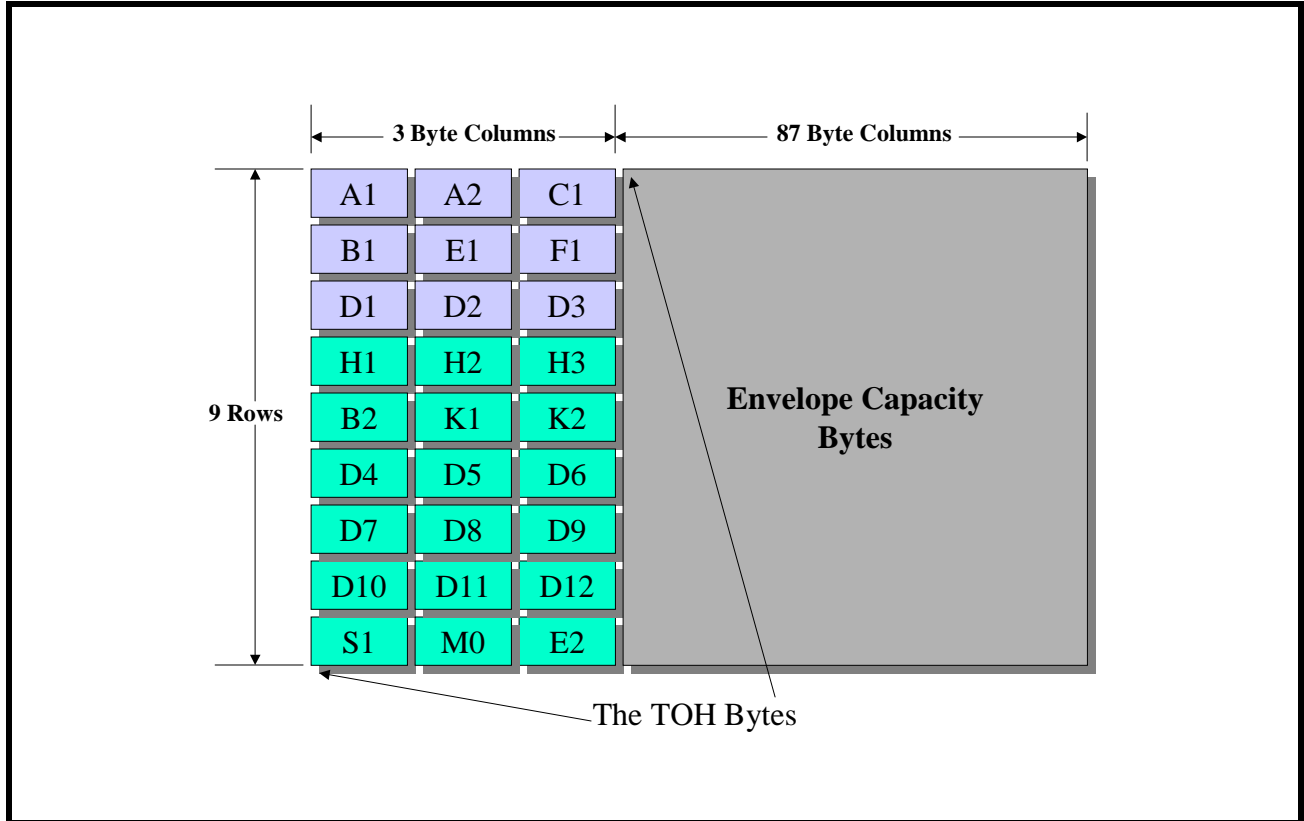 3 Byte Columns
87 Byte Columns
A1 A2 C1
B1 E1 F1
D1 D2 D3
H1 H2 H3
9 Rows
B2 K1 K2
D4 D5 D6
D7 D8 D9
D10 D11 D12
S1 M0 E2
Envelope Capacity
Bytes
The TOH Bytes